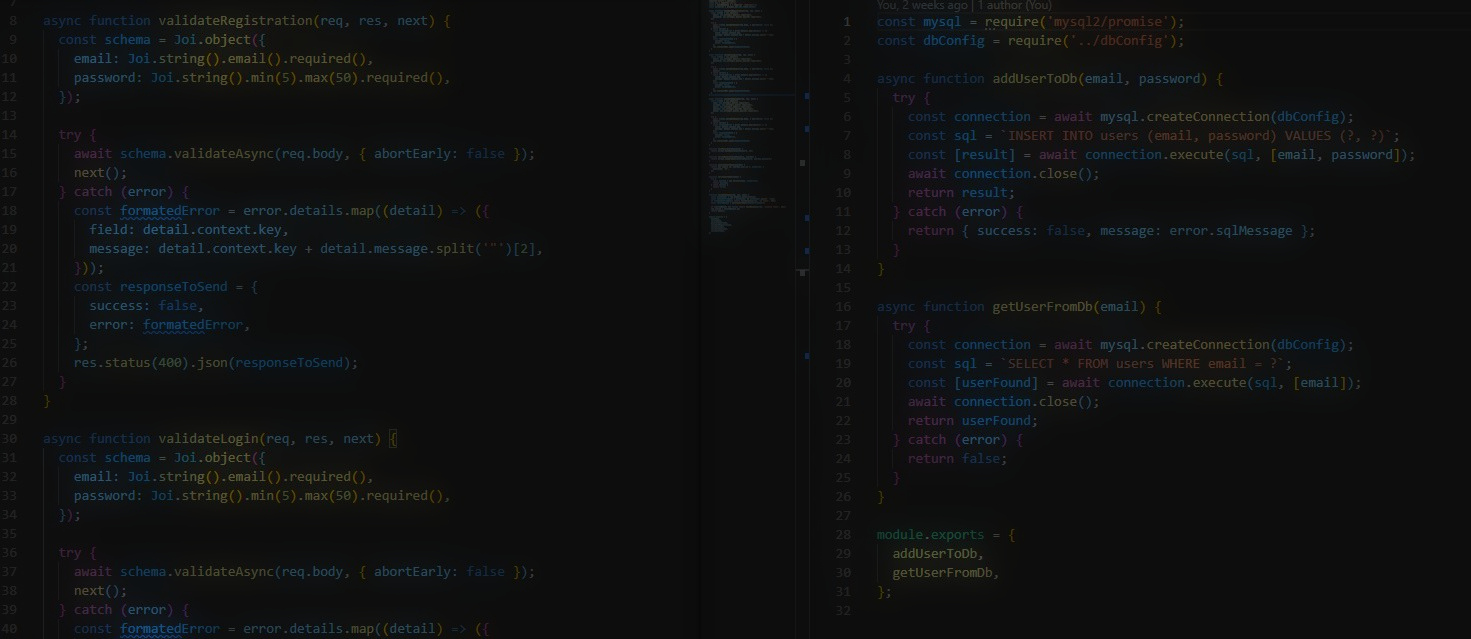 7
8 async function validateRegistration(req, res, next) {
9 const schema = Joi.object({
10 email: Joi.string().email().required(),
11 password: Joi.string().min(5).max(50).required(),
12 });
13
14 try {
15 await schema.validateAsync(req.body, { abortEarly: false });
16 next();
17 } catch (error) {
18 const formatedError = error.details.map((detail) => ({
19 field: detail.context.key,
20 message: detail.context.key + detail.message.split('"')[2],
21 }));
22 const responseToSend = {
23 success: false,
24 error: formatedError,
25 };
26 res.status(400).json(responseToSend);
27 }
28 }
29
30 async function validateLogin(req, res, next) {
31 const schema = Joi.object({
32 email: Joi.string().email().required(),
33 password: Joi.string().min(5).max(50).required(),
34 });
35
36 try {
37 await schema.validateAsync(req.body, { abortEarly: false });
38 next();
39 } catch (error) {
40 const formatedError = error.details.map((detail) => ({
You, 2 weeks ago | 1 author (You)
1 const mysql = require('mysql2/promise');
2 const dbConfig = require('../dbConfig');
3
4 async function addUserToDb(email, password) {
5 try {
6 const connection = await mysql.createConnection(dbConfig);
7 const sql = `INSERT INTO users (email, password) VALUES (?, ?)`;
8 const [result] = await connection.execute(sql, [email, password]);
9 await connection.close();
10 return result;
11 } catch (error) {
12 return { success: false, message: error.sqlMessage };
13 }
14 }
15
16 async function getUserFromDb(email) {
17 try {
18 const connection = await mysql.createConnection(dbConfig);
19 const sql = `SELECT * FROM users WHERE email = ?`;
20 const [userFound] = await connection.execute(sql, [email]);
21 await connection.close();
22 return userFound;
23 } catch (error) {
24 return false;
25 }
26 }
27
28 module.exports = {
29 addUserToDb,
30 getUserFromDb,
31 };
32